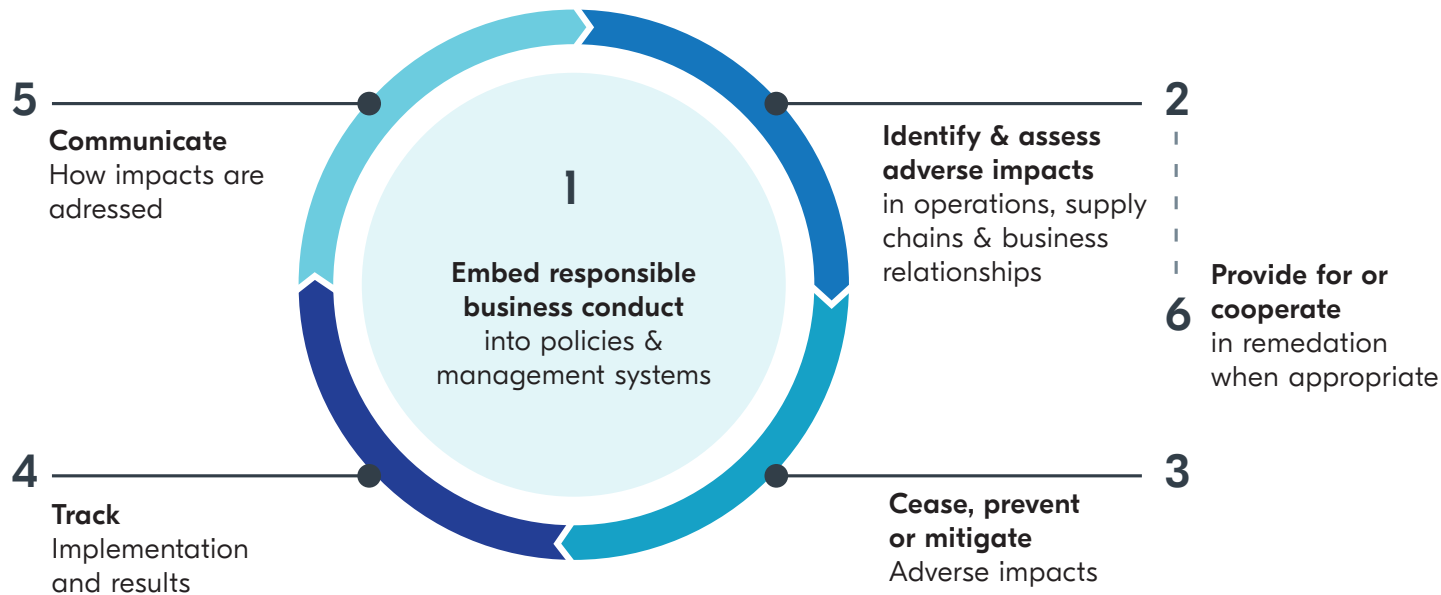 1
Embed responsible
business conduct
into policies &
management systems
2
Identify & assess
adverse impacts
in operations, supply
chains & business
relationships
3
Cease, prevent
or mitigate
Adverse impacts
4
Track
Implementation
and results
5
Communicate
How impacts are
adressed
6
Provide for or
cooperate
in remedation
when appropriate